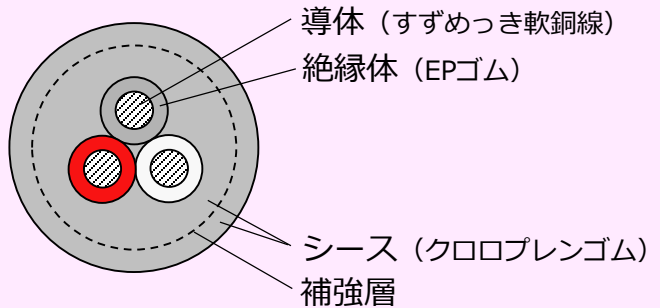 導体（すずめっき軟銅線）
絶縁体（EPゴム）
シース（クロロプレンゴム）
補強層